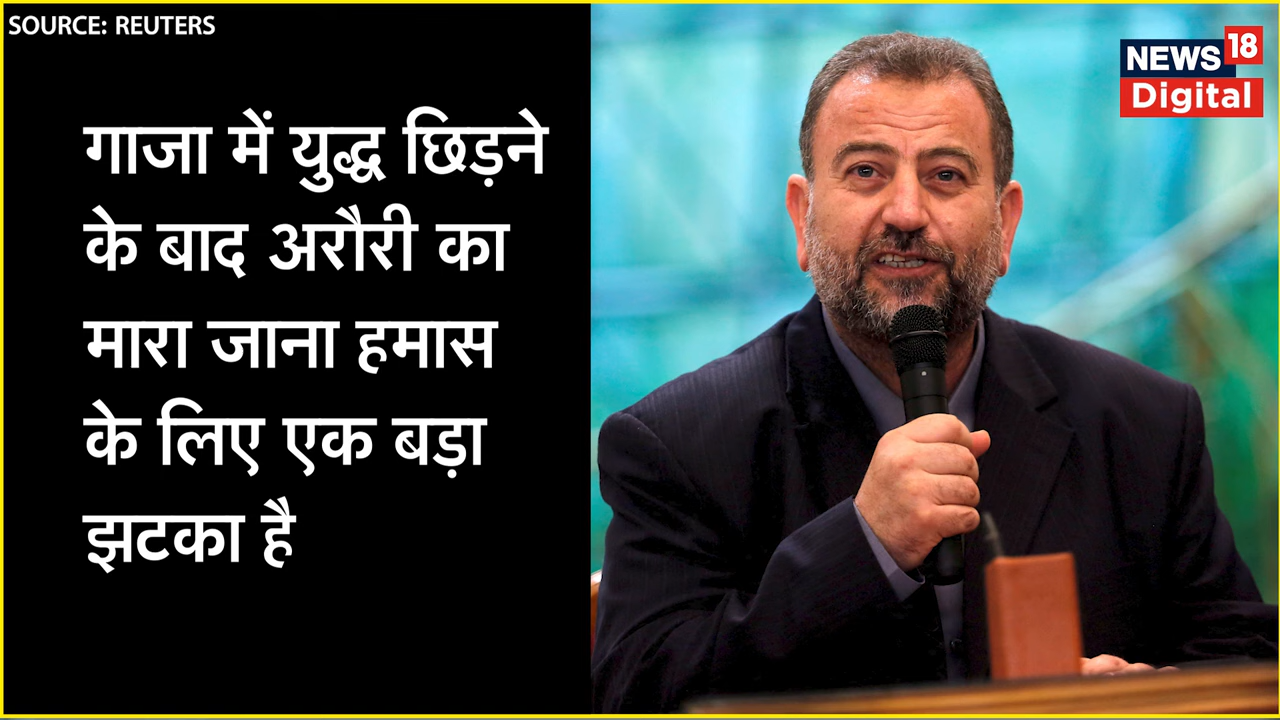 SOURCE: REUTERS
NEWS 18
Digital
गाजा में युद्ध छिड़ने
के बाद अरौरी का
मारा जाना हमास
के लिए एक बड़ा
झटका है